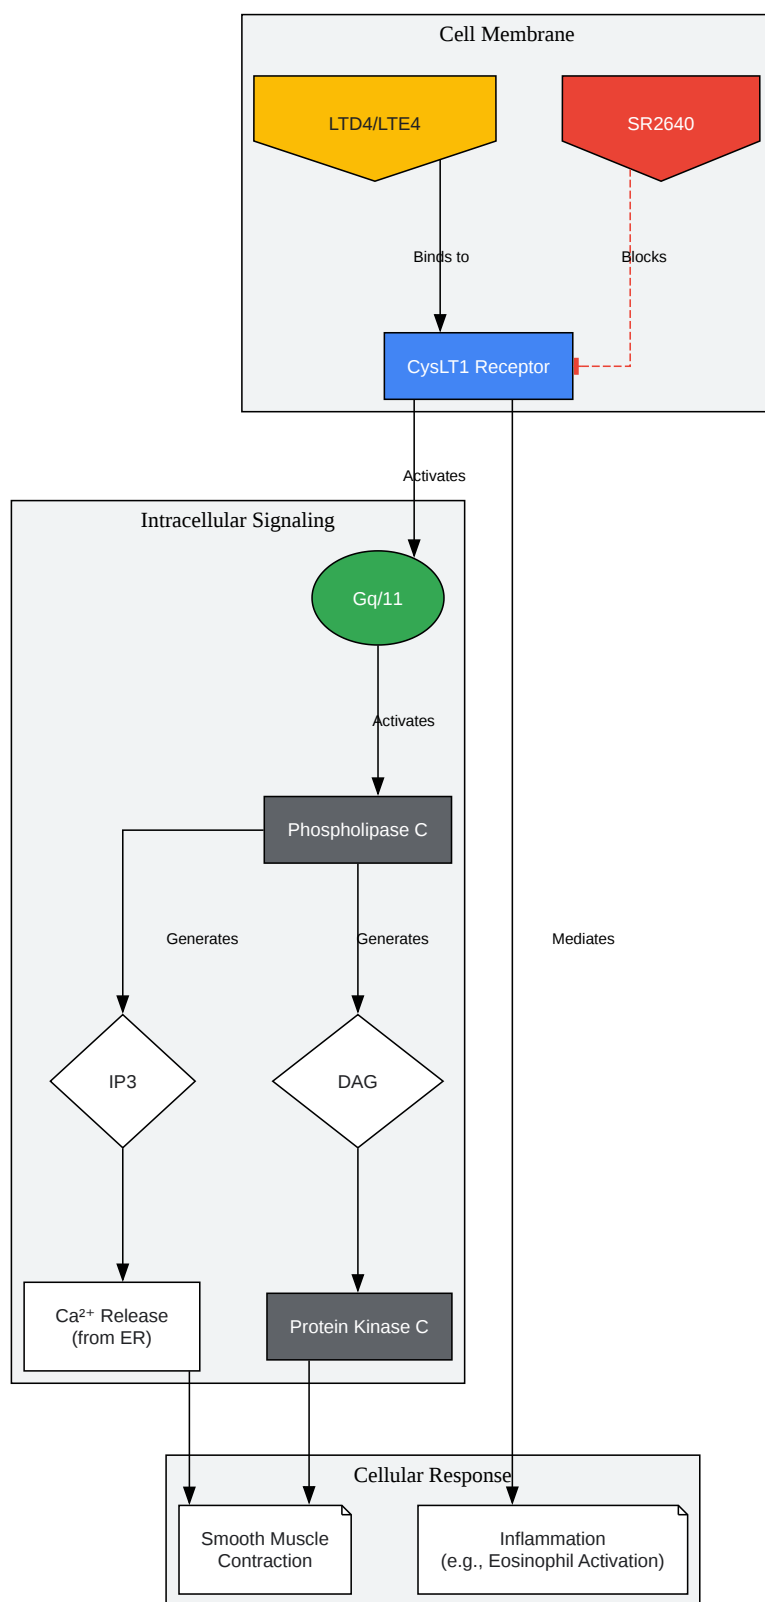 Cell Membrane
LTD4/LTE4
SR2640
Binds to
Blocks
CysLT1 Receptor
Activates
Intracellular Signaling
Gq/11
Activates
Phospholipase C
Generates
Generates
Mediates
IP3
DAG
Ca²⁺ Release
(from ER)
Protein Kinase C
Cellular Response
Smooth Muscle
Contraction
Inflammation
(e.g., Eosinophil Activation)